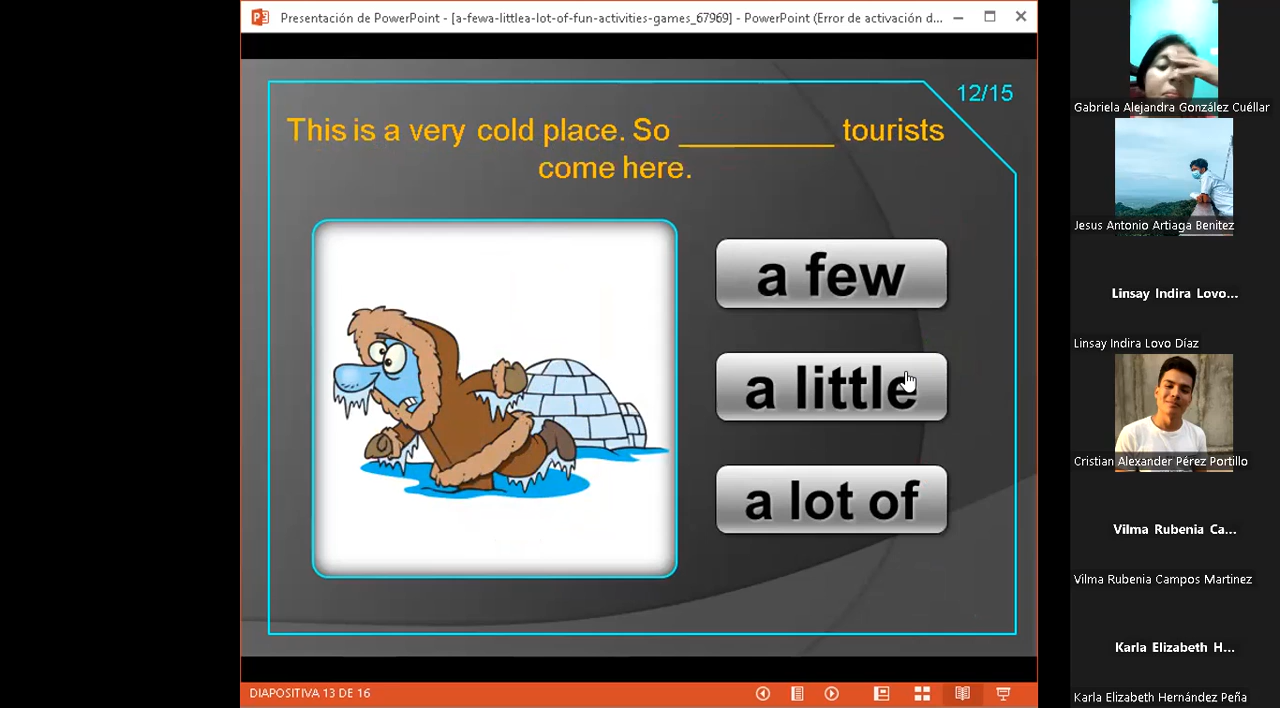 Presentación de PowerPoint - [a-fewa-littlea-lot-of-fun-activities-games_67969] - PowerPoint (Error de activación d...
12/15
This is a very cold place. So _________ tourists
come here.
a few
a little
a lot of
DIAPOSITIVA 13 DE 16
Gabriela Alejandra González Cuéllar
Jesus Antonio Artiaga Benitez
Linsay Indira Lovo...
Linsay Indira Lovo Díaz
Cristian Alexander Pérez Portillo
Vilma Rubenia Ca...
Vilma Rubenia Campos Martinez
Karla Elizabeth H...
Karla Elizabeth Hernández Peña